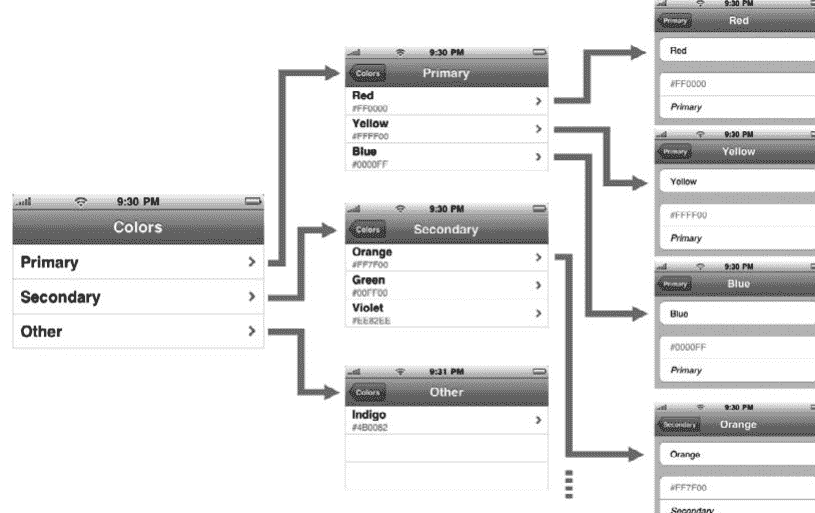 9:30 PM
Colors
Primary
Secondary
Other
9:30 PM
Colors
Primary
Red
#FF0000
Yellow
#FFFF00
Blue
#0000FF
9:30 PM
Colors
Secondary
Orange
#FF7F00
Green
#00FF00
Violet
#EE82EE
9:31 PM
Colors
Other
Indigo
#4B0082
9:30 PM
Primary
Red
Red
#FF0000
Primary
9:30 PM
Primary
Yellow
Yellow
#FFFF00
Primary
9:30 PM
Primary
Blue
Blue
#0000FF
Primary
9:30 PM
Secondary
Orange
Orange
#FF7F00
Secondary